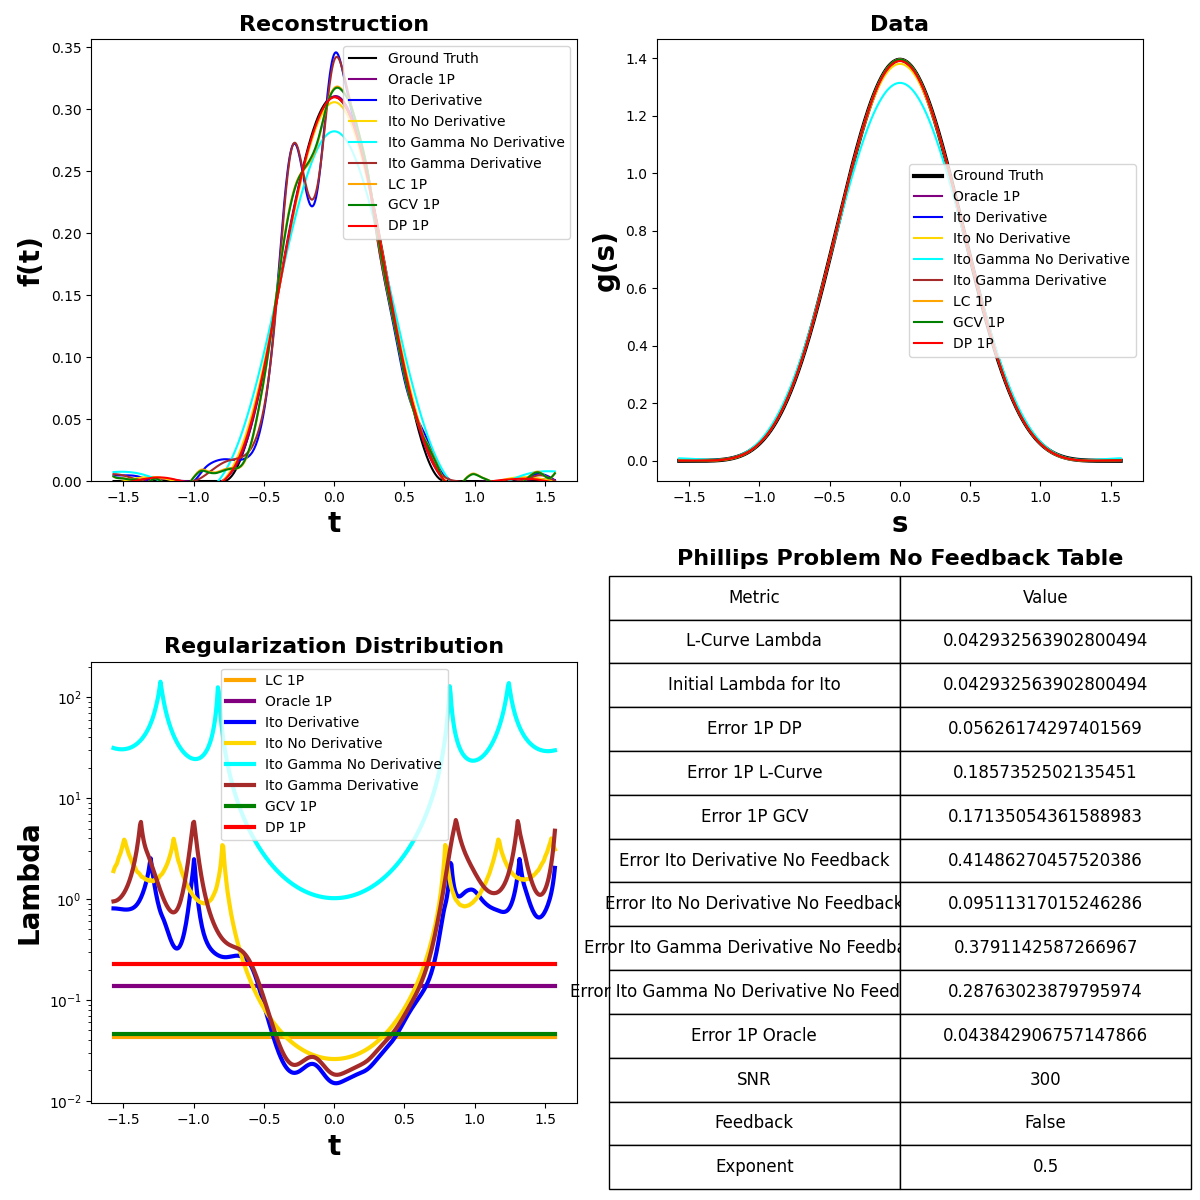 Reconstruction
0.35
0.30
0.25
0.20
0.15
0.10
0.05
0.00
f(t)
−1.5 −1.0 −0.5 0.0 0.5 1.0 1.5
t
Ground Truth
Oracle 1P
Ito Derivative
Ito No Derivative
Ito Gamma No Derivative
Ito Gamma Derivative
LC 1P
GCV 1P
DP 1P
Data
1.4
1.2
1.0
0.8
0.6
0.4
0.2
0.0
g(s)
−1.5 −1.0 −0.5 0.0 0.5 1.0 1.5
s
Ground Truth
Oracle 1P
Ito Derivative
Ito No Derivative
Ito Gamma No Derivative
Ito Gamma Derivative
LC 1P
GCV 1P
DP 1P
Regularization Distribution
10²
10¹
10⁰
10⁻¹
10⁻²
Lambda
−1.5 −1.0 −0.5 0.0 0.5 1.0 1.5
t
LC 1P
Oracle 1P
Ito Derivative
Ito No Derivative
Ito Gamma No Derivative
Ito Gamma Derivative
GCV 1P
DP 1P
Phillips Problem No Feedback Table
Metric Value
L-Curve Lambda 0.042932563902800494
Initial Lambda for Ito 0.042932563902800494
Error 1P DP 0.05626174297401569
Error 1P L-Curve 0.1857352502135451
Error 1P GCV 0.17135054361588983
Error Ito Derivative No Feedback 0.41486270457520386
Error Ito No Derivative No Feedback 0.09511317015246286
Error Ito Gamma Derivative No Feedba 0.3791142587266967
Error Ito Gamma No Derivative No Feed 0.28763023879795974
Error 1P Oracle 0.043842906757147866
SNR 300
Feedback False
Exponent 0.5